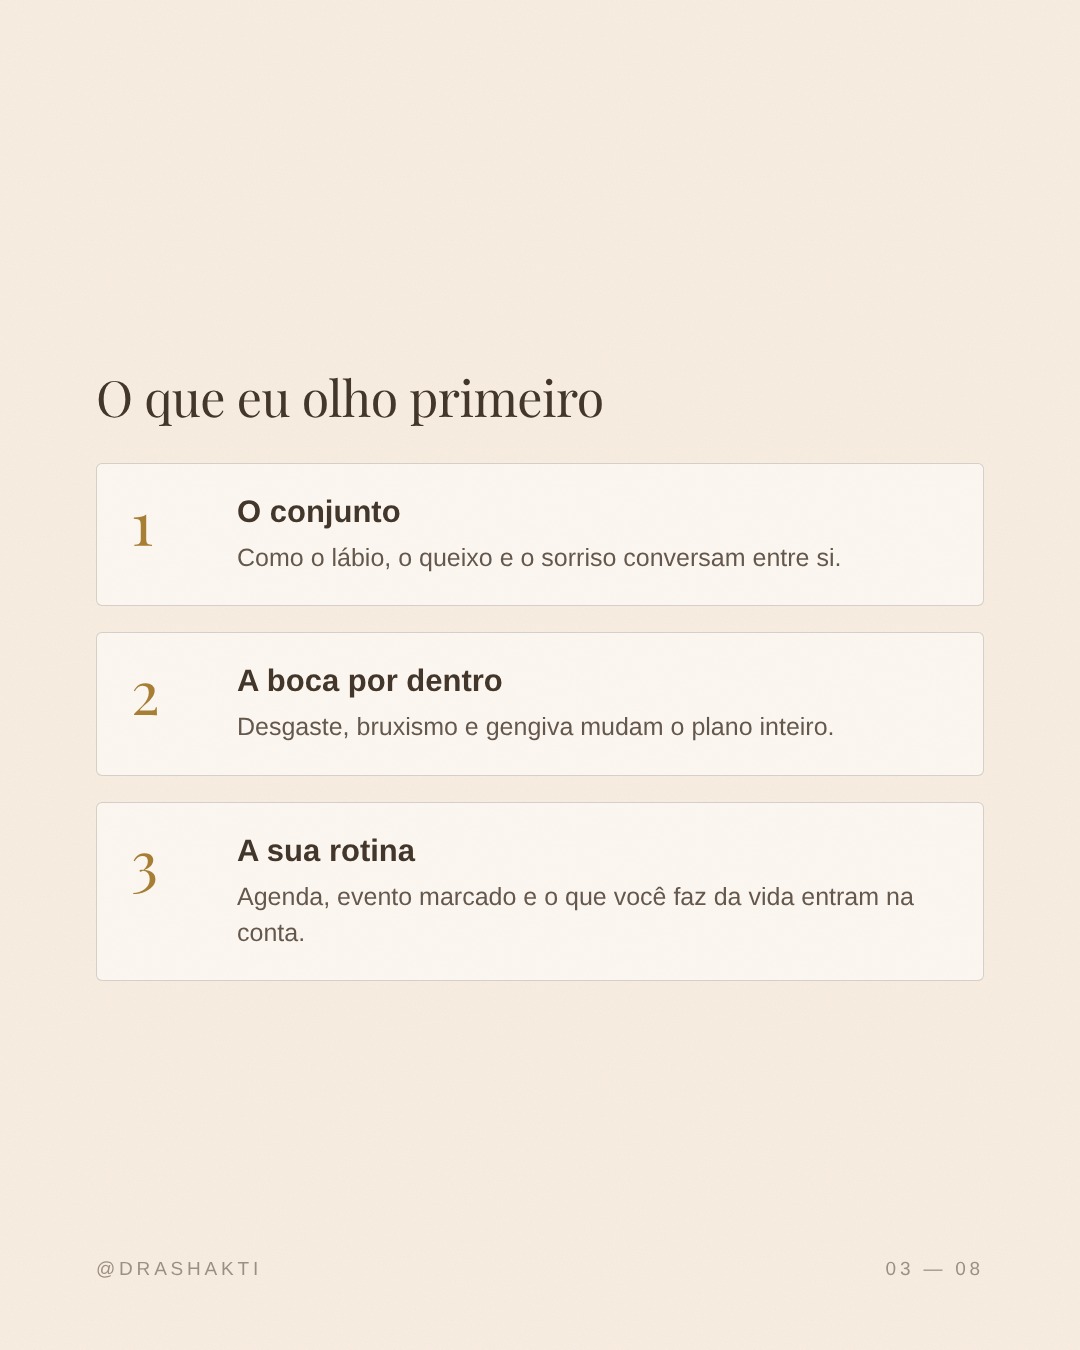 O que eu olho primeiro
1
O conjunto
Como o lábio, o queixo e o sorriso conversam entre si.
2
A boca por dentro
Desgaste, bruxismo e gengiva mudam o plano inteiro.
3
A sua rotina
Agenda, evento marcado e o que você faz da vida entram na
conta.
@DRASHAKTI
03 — 08